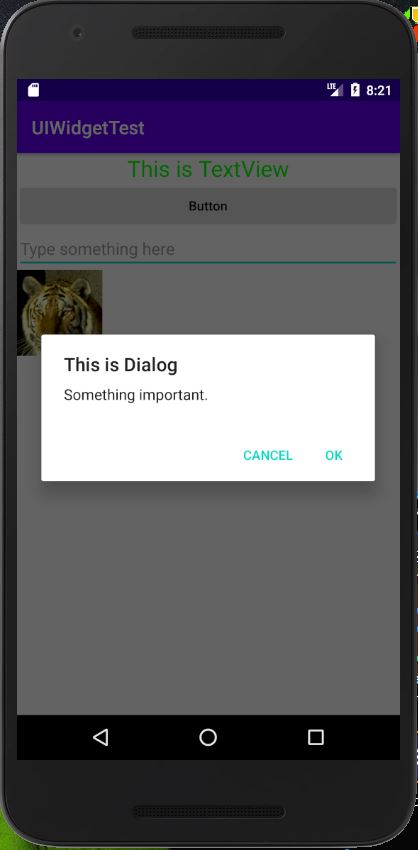 LTE 8:21
UIWidgetTest
This is TextView
Button
Type something here
This is Dialog
Something important.
CANCEL OK